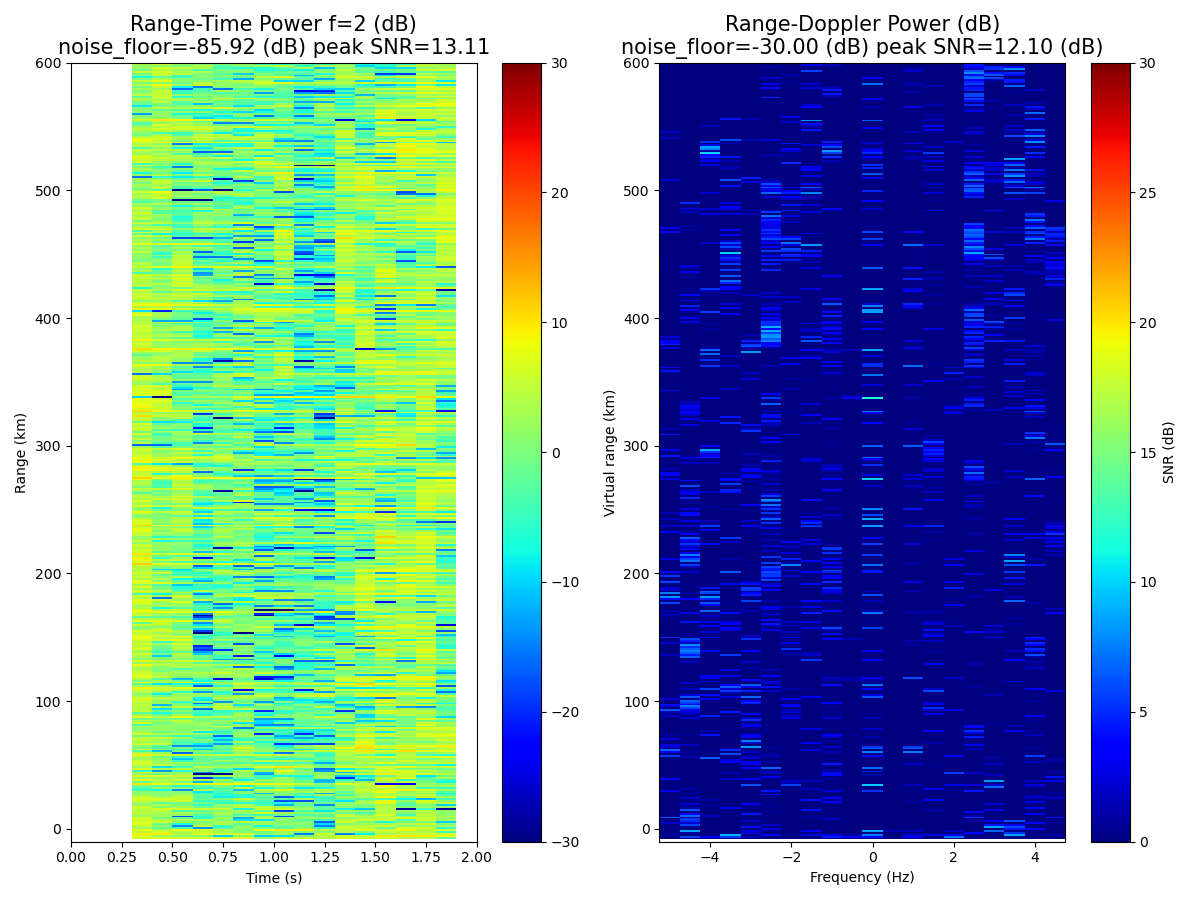 Range-Time Power f=2 (dB)
noise_floor=-85.92 (dB) peak SNR=13.11
600
500
400
300
200
100
0
Range (km)
0.00 0.25 0.50 0.75 1.00 1.25 1.50 1.75 2.00
Time (s)
30
20
10
0
−10
−20
−30
Range-Doppler Power (dB)
noise_floor=-30.00 (dB) peak SNR=12.10 (dB)
600
500
400
300
200
100
0
Virtual range (km)
−4 −2 0 2 4
Frequency (Hz)
30
25
20
15
10
5
0
SNR (dB)